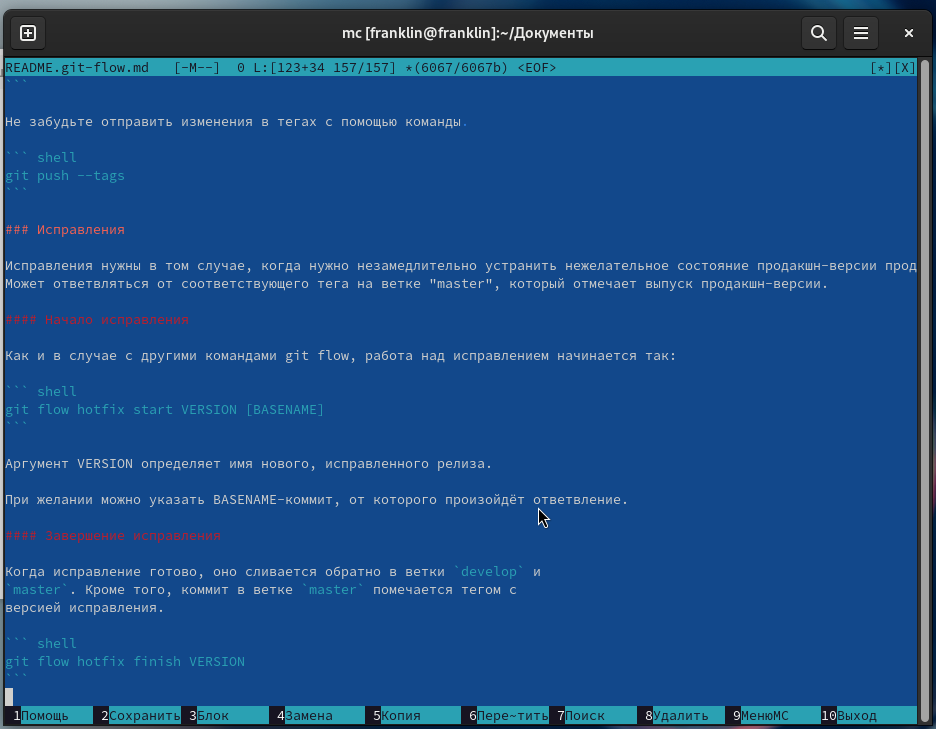 mc [franklin@franklin]:~/Документы
README.git-flow.md [-M--] 0 L:[123+34 157/157] *(6067/6067b) <EOF> [*][X]
```
Не забудьте отправить изменения в тегах с помощью команды.
``` shell
git push --tags
```
### Исправления
Исправления нужны в том случае, когда нужно незамедлительно устранить нежелательное состояние продакшн-версии прод
Может ответвляться от соответствующего тега на ветке "master", который отмечает выпуск продакшн-версии.
#### Начало исправления
Как и в случае с другими командами git flow, работа над исправлением начинается так:
``` shell
git flow hotfix start VERSION [BASENAME]
```
Аргумент VERSION определяет имя нового, исправленного релиза.
При желании можно указать BASENAME-коммит, от которого произойдёт ответвление.
#### Завершение исправления
Когда исправление готово, оно сливается обратно в ветки `develop` и
`master`. Кроме того, коммит в ветке `master` помечается тегом с
версией исправления.
``` shell
git flow hotfix finish VERSION
```
1Помощь 2Сохранить 3Блок 4Замена 5Копия 6Пере~тить 7Поиск 8Удалить 9МенюMC 10Выход